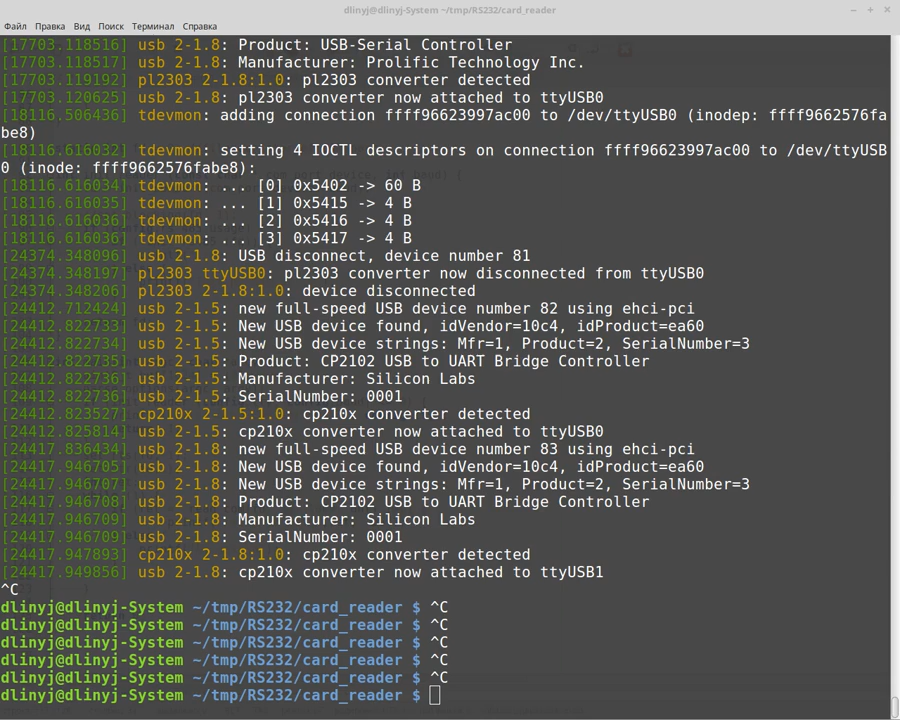 dlinyj@dlinyj-System ~/tmp/RS232/card_reader
Файл Правка Вид Поиск Терминал Справка
[17703.118516] usb 2-1.8: Product: USB-Serial Controller
[17703.118517] usb 2-1.8: Manufacturer: Prolific Technology Inc.
[17703.119192] pl2303 2-1.8:1.0: pl2303 converter detected
[17703.120625] usb 2-1.8: pl2303 converter now attached to ttyUSB0
[18116.506436] tdevmon: adding connection ffff96623997ac00 to /dev/ttyUSB0 (inodep: ffff9662576fa
be8)
[18116.616032] tdevmon: setting 4 IOCTL descriptors on connection ffff96623997ac00 to /dev/ttyUSB
0 (inode: ffff9662576fabe8):
[18116.616034] tdevmon: ... [0] 0x5402 -> 60 B
[18116.616035] tdevmon: ... [1] 0x5415 -> 4 B
[18116.616036] tdevmon: ... [2] 0x5416 -> 4 B
[18116.616036] tdevmon: ... [3] 0x5417 -> 4 B
[24374.348096] usb 2-1.8: USB disconnect, device number 81
[24374.348197] pl2303 ttyUSB0: pl2303 converter now disconnected from ttyUSB0
[24374.348206] pl2303 2-1.8:1.0: device disconnected
[24412.712424] usb 2-1.5: new full-speed USB device number 82 using ehci-pci
[24412.822733] usb 2-1.5: New USB device found, idVendor=10c4, idProduct=ea60
[24412.822734] usb 2-1.5: New USB device strings: Mfr=1, Product=2, SerialNumber=3
[24412.822735] usb 2-1.5: Product: CP2102 USB to UART Bridge Controller
[24412.822736] usb 2-1.5: Manufacturer: Silicon Labs
[24412.822736] usb 2-1.5: SerialNumber: 0001
[24412.823527] cp210x 2-1.5:1.0: cp210x converter detected
[24412.825814] usb 2-1.5: cp210x converter now attached to ttyUSB0
[24417.836434] usb 2-1.8: new full-speed USB device number 83 using ehci-pci
[24417.946705] usb 2-1.8: New USB device found, idVendor=10c4, idProduct=ea60
[24417.946707] usb 2-1.8: New USB device strings: Mfr=1, Product=2, SerialNumber=3
[24417.946708] usb 2-1.8: Product: CP2102 USB to UART Bridge Controller
[24417.946709] usb 2-1.8: Manufacturer: Silicon Labs
[24417.946709] usb 2-1.8: SerialNumber: 0001
[24417.947893] cp210x 2-1.8:1.0: cp210x converter detected
[24417.949856] usb 2-1.8: cp210x converter now attached to ttyUSB1
^C
dlinyj@dlinyj-System ~/tmp/RS232/card_reader $ ^C
dlinyj@dlinyj-System ~/tmp/RS232/card_reader $ ^C
dlinyj@dlinyj-System ~/tmp/RS232/card_reader $ ^C
dlinyj@dlinyj-System ~/tmp/RS232/card_reader $ ^C
dlinyj@dlinyj-System ~/tmp/RS232/card_reader $ ^C
dlinyj@dlinyj-System ~/tmp/RS232/card_reader $